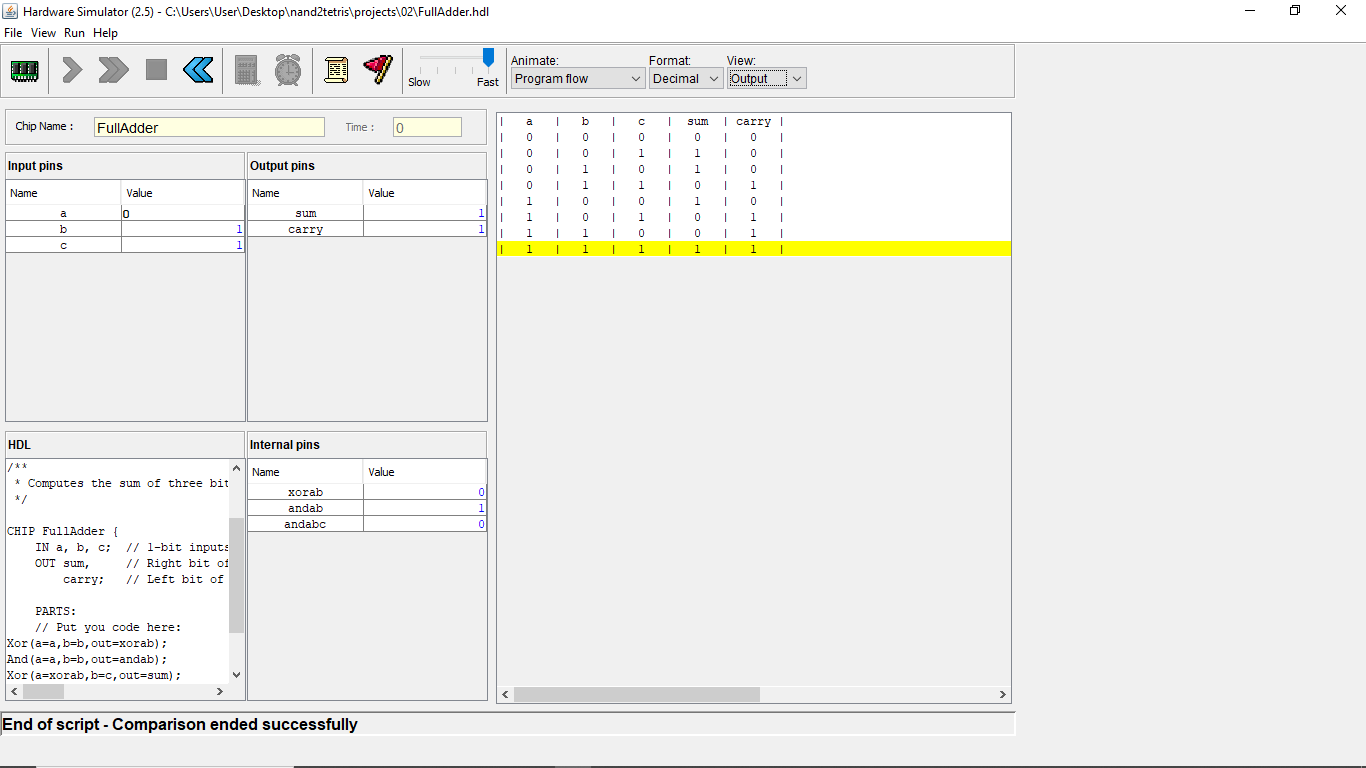 Hardware Simulator (2.5) - C:\Users\User\Desktop\nand2tetris\projects\02\FullAdder.hdl
File View Run Help
Slow Fast
Animate: Format: View:
Program flow Decimal Output
Chip Name : FullAdder Time : 0
Input pins
Name Value
a 0
b 1
c 1
Output pins
Name Value
sum 1
carry 1
| a | b | c | sum | carry |
| 0 | 0 | 0 | 0 | 0 |
| 0 | 0 | 1 | 1 | 0 |
| 0 | 1 | 0 | 1 | 0 |
| 0 | 1 | 1 | 0 | 1 |
| 1 | 0 | 0 | 1 | 0 |
| 1 | 0 | 1 | 0 | 1 |
| 1 | 1 | 0 | 0 | 1 |
| 1 | 1 | 1 | 1 | 1 |
HDL
/**
* Computes the sum of three bit
*/
CHIP FullAdder {
IN a, b, c; // 1-bit inputs
OUT sum, // Right bit of
carry; // Left bit of
PARTS:
// Put you code here:
Xor(a=a,b=b,out=xorab);
And(a=a,b=b,out=andab);
Xor(a=xorab,b=c,out=sum);
Internal pins
Name Value
xorab 0
andab 1
andabc 0
End of script - Comparison ended successfully